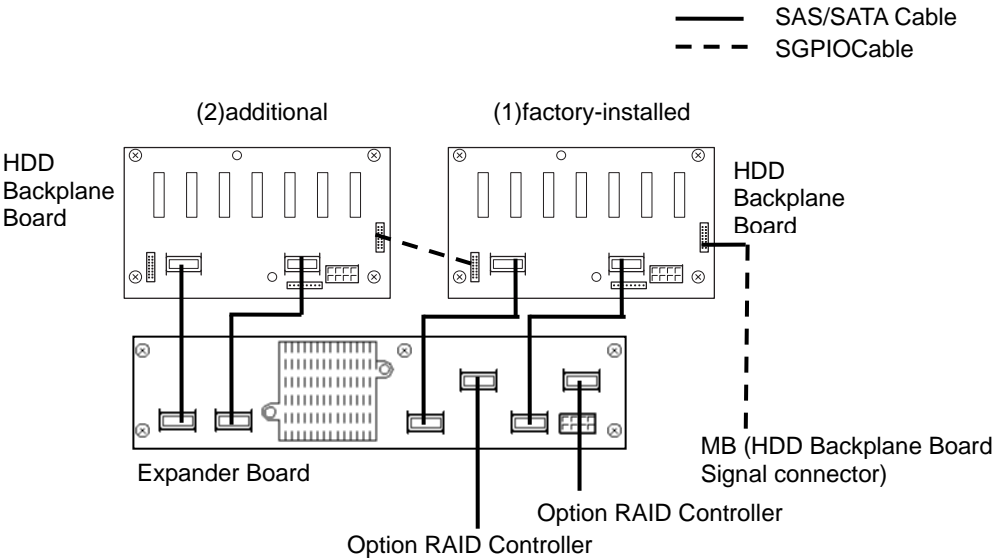 SAS/SATA Cable
SGPIOCable
(2)additional
(1)factory-installed
HDD
Backplane
Board
HDD
Backplane
Board
Expander Board
MB (HDD Backplane Board
Signal connector)
Option RAID Controller
Option RAID Controller